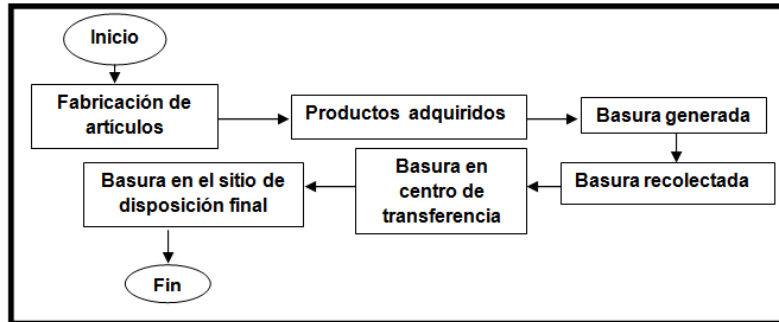 Inicio
Fabricación de
artículos
Productos adquiridos
Basura generada
Basura recolectada
Basura en
centro de
transferencia
Basura en el sitio de
disposición final
Fin